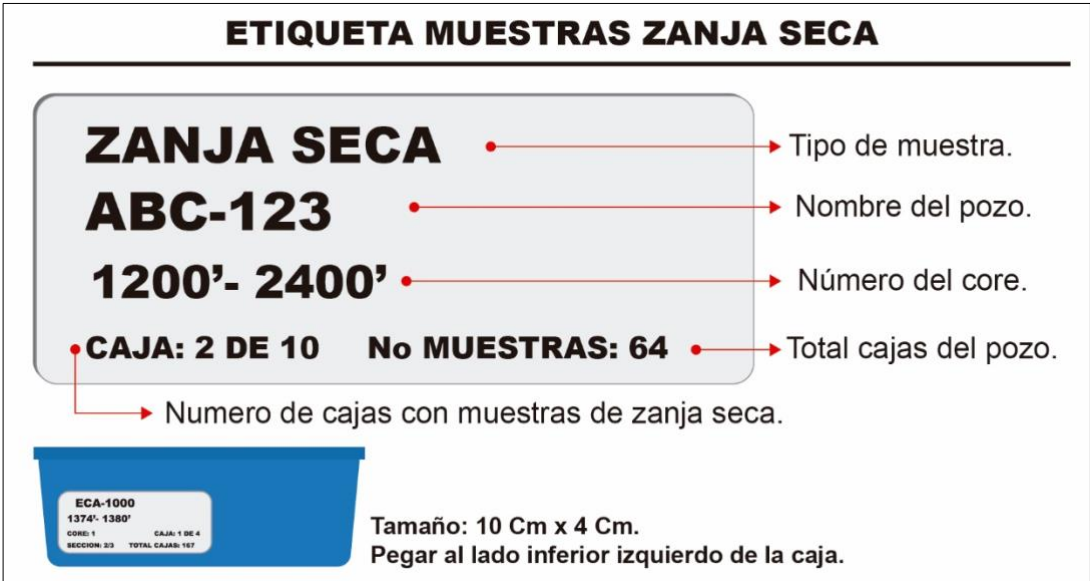 ETIQUETA MUESTRAS ZANJA SECA
ZANJA SECA
Tipo de muestra.
ABC-123
Nombre del pozo.
1200’- 2400’
Número del core.
CAJA: 2 DE 10 No MUESTRAS: 64
Total cajas del pozo.
Numero de cajas con muestras de zanja seca.
ECA-1000
1374'- 1380'
CORE: 1 CAJA: 1 DE 4
SECCION: 2/3 TOTAL CAJAS: 167
Tamaño: 10 Cm x 4 Cm.
Pegar al lado inferior izquierdo de la caja.